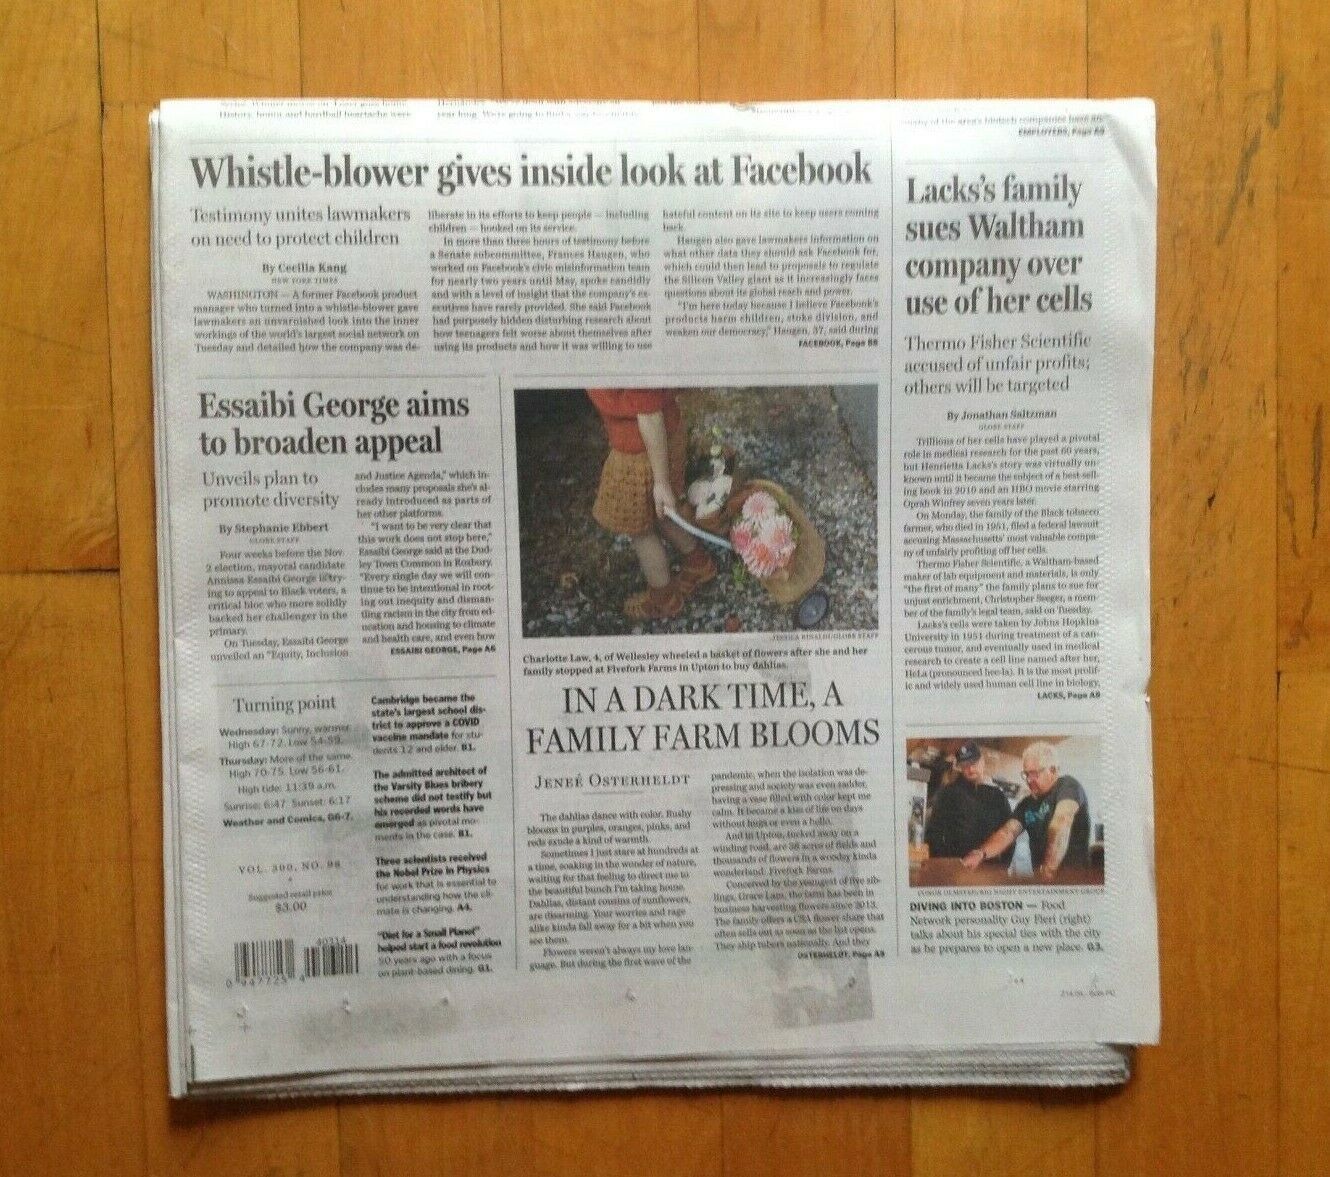 History, honor and hardball heartache week
EMPLOYERS, Page A9
Whistle-blower gives inside look at Facebook
Testimony unites lawmakers
on need to protect children
By Cecilia Kang
NEW YORK TIMES
WASHINGTON — A former Facebook product
manager who turned into a whistle-blower gave
lawmakers an unvarnished look into the inner
workings of the world's largest social network on
Tuesday and detailed how the company was de-
liberate in its efforts to keep people — including
children — hooked on its service.
In more than three hours of testimony before
a Senate subcommittee, Frances Haugen, who
worked on Facebook's civic misinformation team
for nearly two years until May, spoke candidly
and with a level of insight that the company's ex-
ecutives have rarely provided. She said Facebook
had purposely hidden disturbing research about
how teenagers felt worse about themselves after
using its products and how it was willing to use
hateful content on its site to keep users coming
back.
Haugen also gave lawmakers information on
what other data they should ask Facebook for,
which could then lead to proposals to regulate
the Silicon Valley giant as it increasingly faces
questions about its global reach and power.
"I'm here today because I believe Facebook's
products harm children, stoke division, and
weaken our democracy," Haugen, 37, said during
FACEBOOK, Page B8
Lacks's family
sues Waltham
company over
use of her cells
Thermo Fisher Scientific
accused of unfair profits;
others will be targeted
By Jonathan Saltzman
GLOBE STAFF
Trillions of her cells have played a pivotal
role in medical research for the past 60 years,
but Henrietta Lacks's story was virtually un-
known until it became the subject of a best-sell-
ing book in 2010 and an HBO movie starring
Oprah Winfrey seven years later.
On Monday, the family of the Black tobacco
farmer, who died in 1951, filed a federal lawsuit
accusing Massachusetts' most valuable compa-
ny of unfairly profiting off her cells.
Thermo Fisher Scientific, a Waltham-based
maker of lab equipment and materials, is only
"the first of many" the family plans to sue for
unjust enrichment, Christopher Seeger, a mem-
ber of the family's legal team, said on Tuesday.
Lacks's cells were taken by Johns Hopkins
University in 1951 during treatment of a can-
cerous tumor, and eventually used in medical
research to create a cell line named after her,
HeLa (pronounced hee-la). It is the most prolif-
ic and widely used human cell line in biology,
LACKS, Page A9
Essaibi George aims
to broaden appeal
Unveils plan to
promote diversity
By Stephanie Ebbert
GLOBE STAFF
Four weeks before the Nov.
2 election, mayoral candidate
Annissa Essaibi George is try-
ing to appeal to Black voters, a
critical bloc who more solidly
backed her challenger in the
primary.
On Tuesday, Essaibi George
unveiled an "Equity, Inclusion
and Justice Agenda," which in-
cludes many proposals she's al-
ready introduced as parts of
her other platforms.
"I want to be very clear that
this work does not stop here,"
Essaibi George said at the Dud-
ley Town Common in Roxbury.
"Every single day we will con-
tinue to be intentional in root-
ing out inequity and disman-
tling racism in the city from ed-
ucation and housing to climate
and health care, and even how
ESSAIBI GEORGE, Page A6
JESSICA RINALDI/GLOBE STAFF
Charlotte Law, 4, of Wellesley wheeled a basket of flowers after she and her
family stopped at Fivefork Farms in Upton to buy dahlias.
IN A DARK TIME, A
FAMILY FARM BLOOMS
JENEÉ OSTERHELDT
The dahlias dance with color. Bushy
blooms in purples, oranges, pinks, and
reds exude a kind of warmth.
Sometimes I just stare at hundreds at
a time, soaking in the wonder of nature,
waiting for that feeling to direct me to
the beautiful bunch I'm taking home.
Dahlias, distant cousins of sunflowers,
are disarming. Your worries and rage
alike kinda fall away for a bit when you
see them.
Flowers weren't always my love lan-
guage. But during the first wave of the
pandemic, when the isolation was de-
pressing and society was even sadder,
having a vase filled with color kept me
calm. It became a kiss of life on days
without hugs or even a hello.
And in Upton, tucked away on a
winding road, are 38 acres of fields and
thousands of flowers in a woodsy kinda
wonderland: Fivefork Farms.
Conceived by the youngest of five sib-
lings, Grace Lam, the farm has been in
business harvesting flowers since 2013.
The family offers a CSA flower share that
often sells out as soon as the list opens.
They ship tubers nationally. And they
OSTERHELDT, Page A9
Turning point
Wednesday: Sunny, warmer.
High 67-72. Low 54-59.
Thursday: More of the same.
High 70-75. Low 56-61.
High tide: 11:39 a.m.
Sunrise: 6:47 Sunset: 6:17
Weather and Comics, G6-7.
VOL. 300, NO. 98
Suggested retail price
$3.00
40314
0 947725 4
Cambridge became the
state's largest school dis-
trict to approve a COVID
vaccine mandate for stu-
dents 12 and older. B1.
The admitted architect of
the Varsity Blues bribery
scheme did not testify but
his recorded words have
emerged as pivotal mo-
ments in the case. B1.
Three scientists received
the Nobel Prize in Physics
for work that is essential to
understanding how the cli-
mate is changing. A4.
"Diet for a Small Planet"
helped start a food revolution
50 years ago with a focus
on plant-based dining. G1.
DIVING INTO BOSTON — Food
Network personality Guy Fieri (right)
talks about his special ties with the city
as he prepares to open a new place. G3.